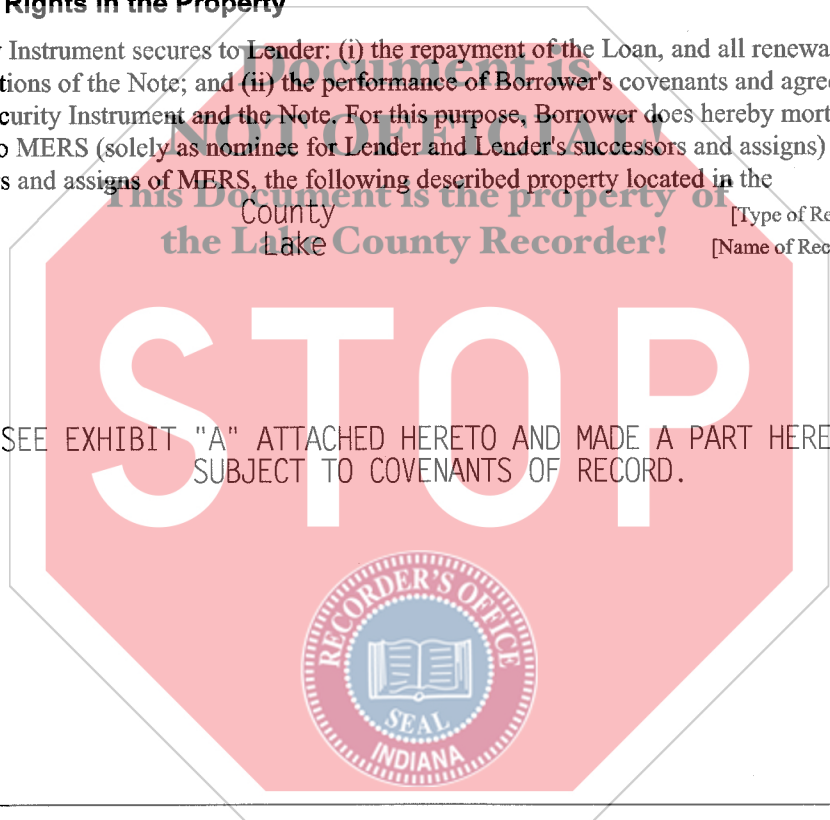 Rights in the Property
Instrument secures to Lender: (i) the repayment of the Loan, and all renewa
tions of the Note; and (ii) the performance of Borrower's covenants and agre
curity Instrument and the Note. For this purpose, Borrower does hereby mort
o MERS (solely as nominee for Lender and Lender's successors and assigns)
s and assigns of MERS, the following described property located in the
County
[Type of Re
Lake
[Name of Rec
Document is
NOT OFFICIAL!
This Document is the property of
the Lake County Recorder!
STOP
SEE EXHIBIT "A" ATTACHED HERETO AND MADE A PART HERE
SUBJECT TO COVENANTS OF RECORD.
RECORDER'S OFFICE
SEAL
INDIANA